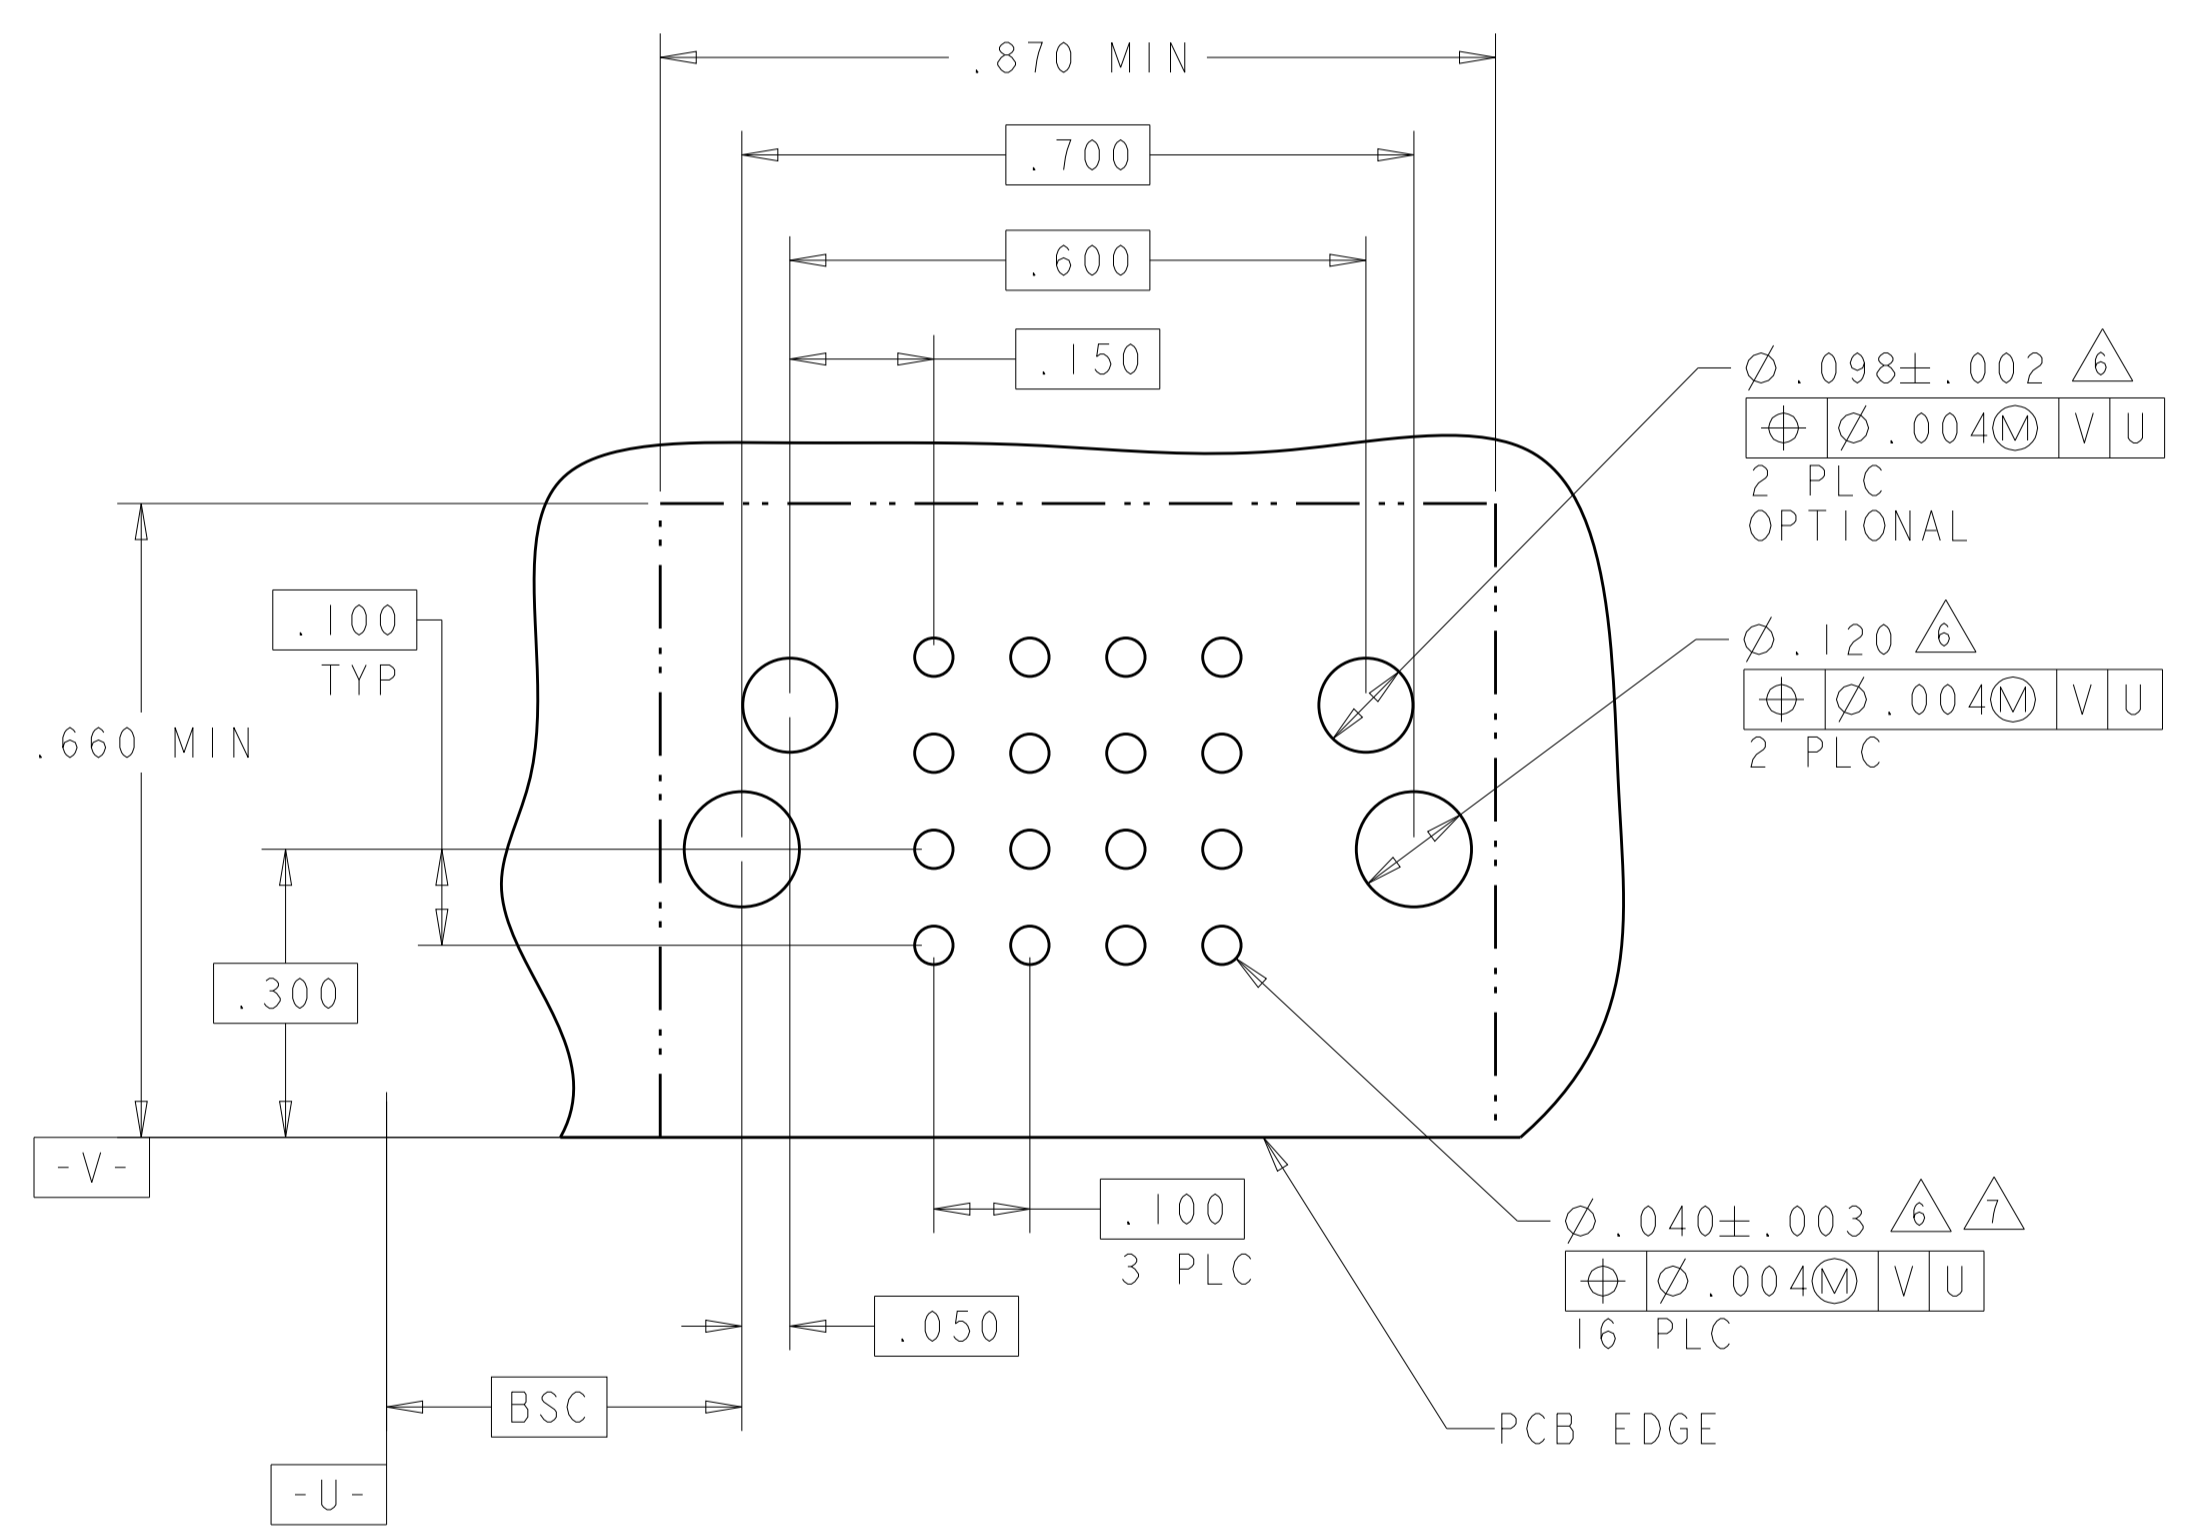 .870 MIN
.700
.600
.150
⌀.098±.002 6
⌖ ⌀.004Ⓜ V U
2 PLC
OPTIONAL
.100
TYP
⌀.120 6
⌖ ⌀.004Ⓜ V U
2 PLC
.660 MIN
.300
-V-
.100
3 PLC
⌀.040±.003 6 7
⌖ ⌀.004Ⓜ V U
16 PLC
.050
BSC
PCB EDGE
-U-